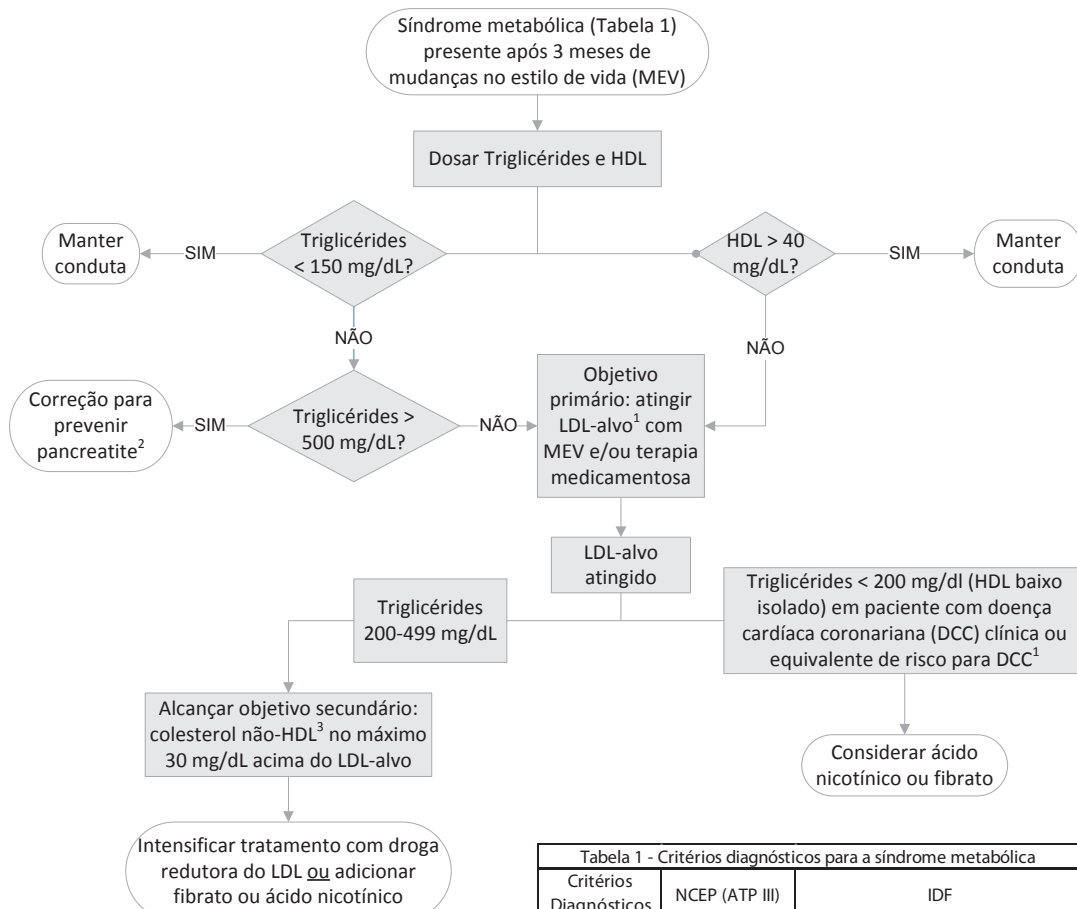 Síndrome metabólica (Tabela 1)
presente após 3 meses de
mudanças no estilo de vida (MEV)
Dosar Triglicérides e HDL
Manter
conduta
SIM
Triglicérides
< 150 mg/dL?
HDL > 40
mg/dL?
SIM
Manter
conduta
NÃO
NÃO
Correção para
prevenir
pancreatite²
SIM
Triglicérides >
500 mg/dL?
NÃO
Objetivo
primário: atingir
LDL-alvo¹ com
MEV e/ou terapia
medicamentosa
LDL-alvo
atingido
Triglicérides
200-499 mg/dL
Triglicérides < 200 mg/dl (HDL baixo
isolado) em paciente com doença
cardíaca coronariana (DCC) clínica ou
equivalente de risco para DCC¹
Alcançar objetivo secundário:
colesterol não-HDL³ no máximo
30 mg/dL acima do LDL-alvo
Considerar ácido
nicotínico ou fibrato
Intensificar tratamento com droga
redutora do LDL ou adicionar
fibrato ou ácido nicotínico
Tabela 1 - Critérios diagnósticos para a síndrome metabólica
Critérios
Diagnósticos
NCEP (ATP III)
IDF